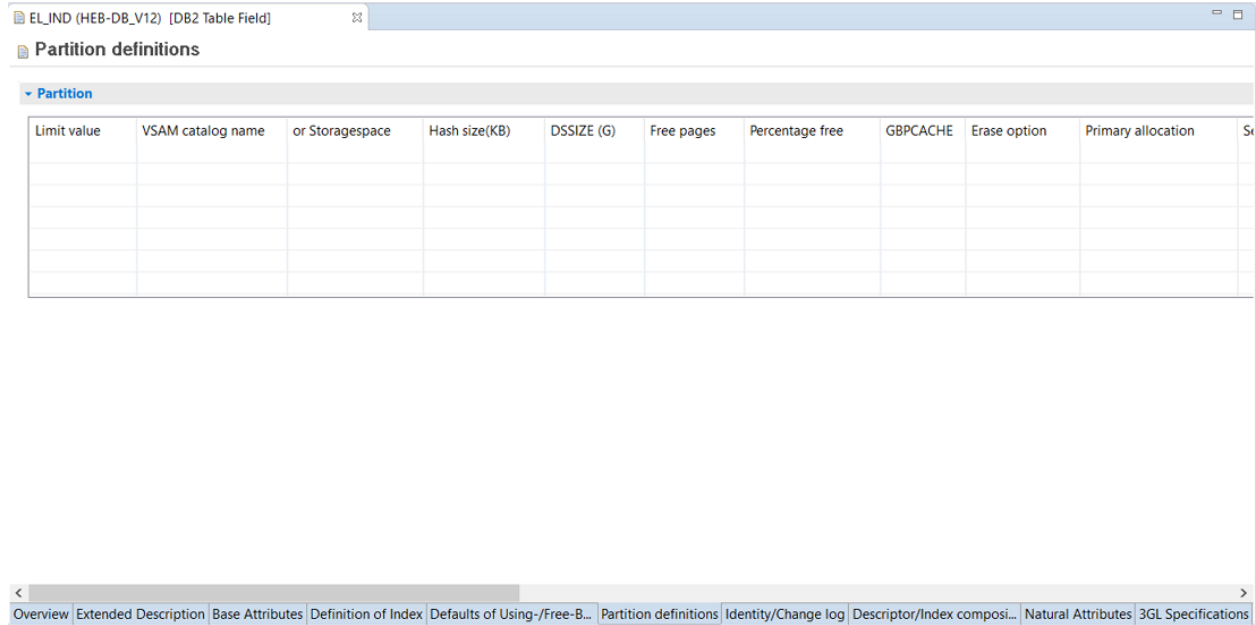 EL_IND (HEB-DB_V12) [DB2 Table Field]
Partition definitions
Partition
Limit value VSAM catalog name or Storagespace Hash size(KB) DSSIZE (G) Free pages Percentage free GBPCACHE Erase option Primary allocation
Overview Extended Description Base Attributes Definition of Index Defaults of Using-/Free-B... Partition definitions Identity/Change log Descriptor/Index composi... Natural Attributes 3GL Specifications